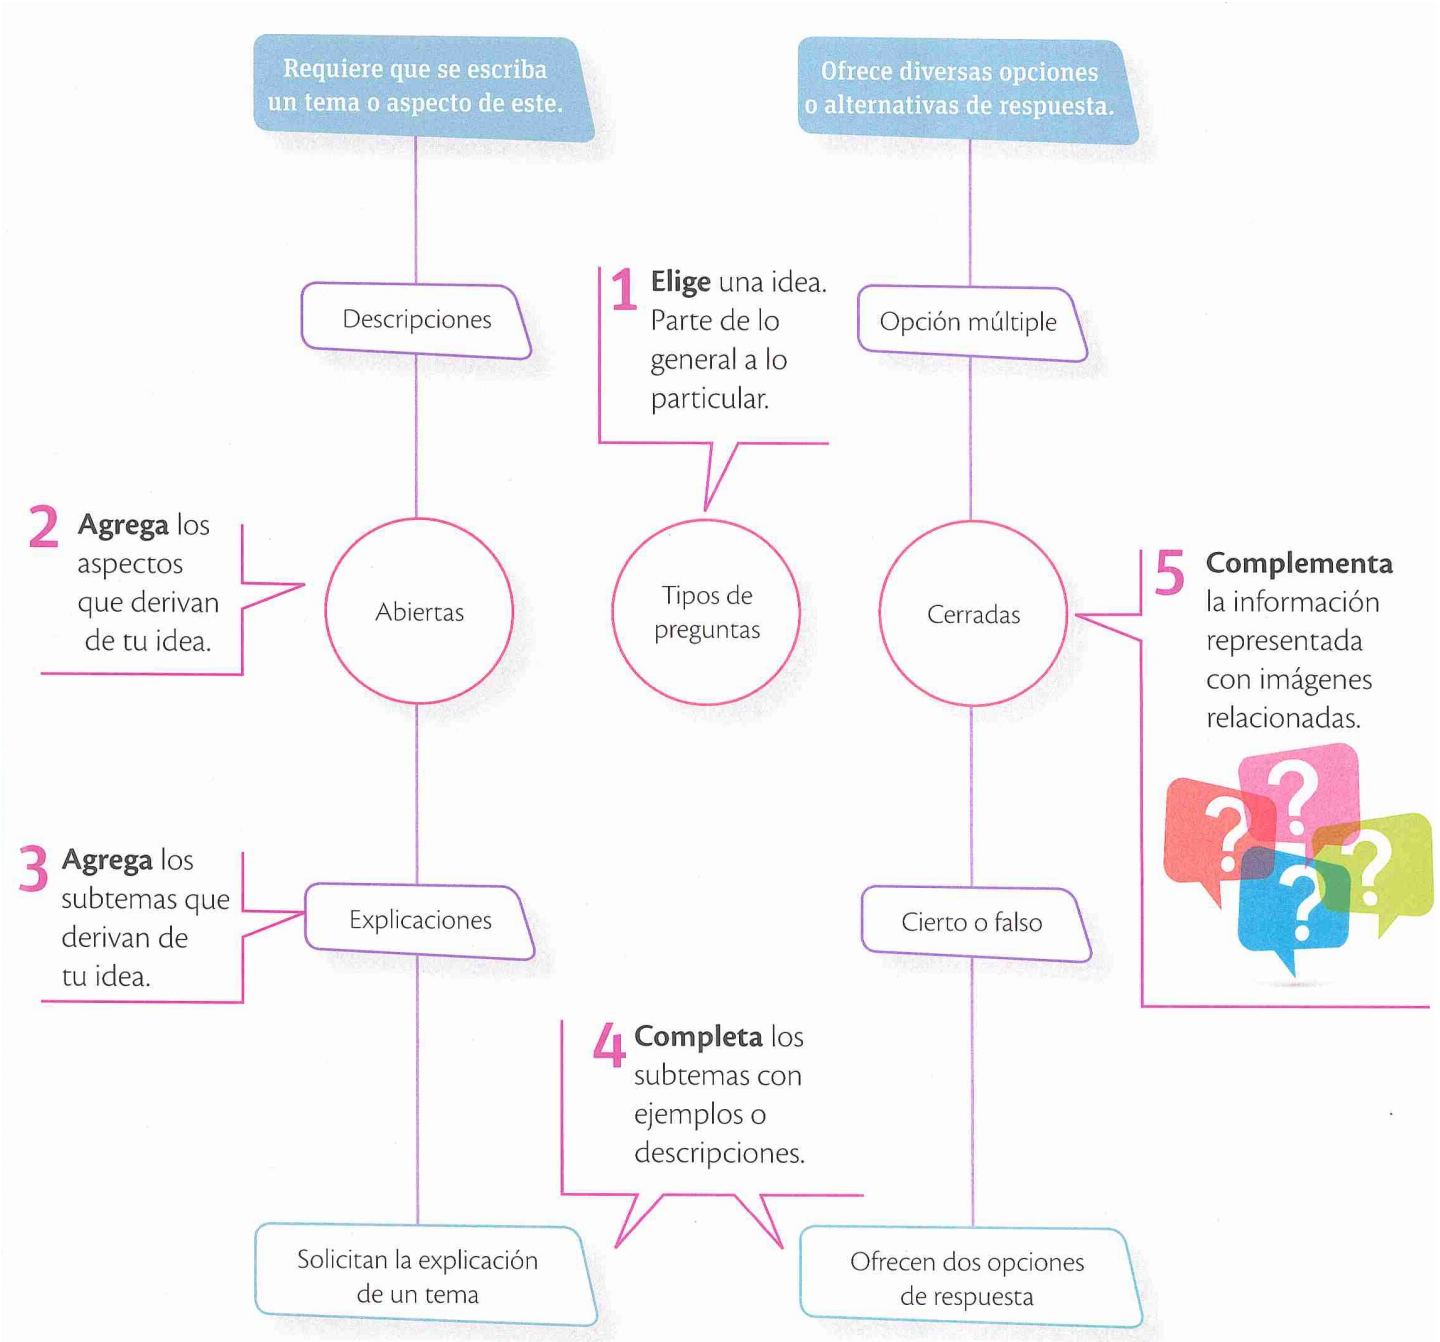 Requiere que se escriba
un tema o aspecto de este.
Ofrece diversas opciones
o alternativas de respuesta.
Descripciones
1 Elige una idea.
Parte de lo
general a lo
particular.
Opción múltiple
2 Agrega los
aspectos
que derivan
de tu idea.
Abiertas
Tipos de
preguntas
Cerradas
5 Complementa
la información
representada
con imágenes
relacionadas.
? ? ? ?
3 Agrega los
subtemas que
derivan de
tu idea.
Explicaciones
Cierto o falso
4 Completa los
subtemas con
ejemplos o
descripciones.
Solicitan la explicación
de un tema
Ofrecen dos opciones
de respuesta